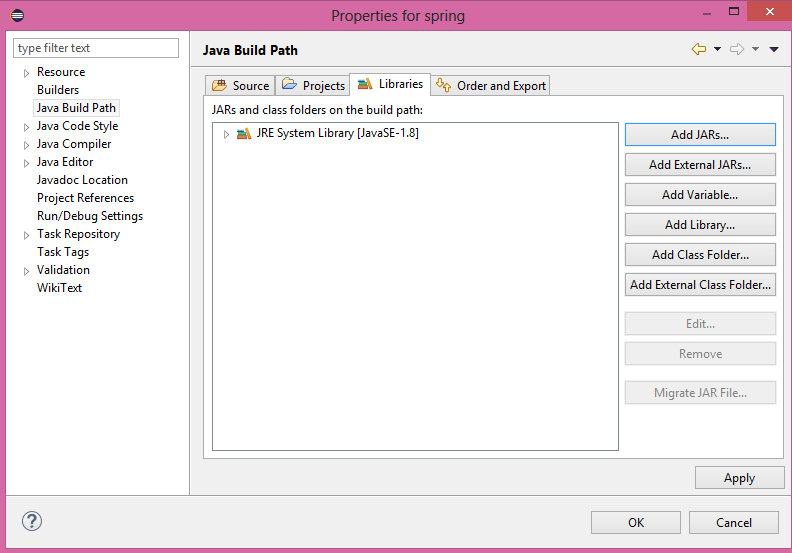 Properties for spring
type filter text
Resource
Builders
Java Build Path
Java Code Style
Java Compiler
Java Editor
Javadoc Location
Project References
Run/Debug Settings
Task Repository
Task Tags
Validation
WikiText
Java Build Path
Source Projects Libraries Order and Export
JARs and class folders on the build path:
JRE System Library [JavaSE-1.8]
Add JARs...
Add External JARs...
Add Variable...
Add Library...
Add Class Folder...
Add External Class Folder...
Edit...
Remove
Migrate JAR File...
Apply
?
OK Cancel